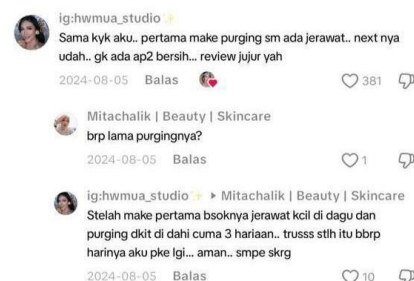 ig:hwmua_studio✨
Sama kyk aku.. pertama make purging sm ada jerawat.. next nya
udah.. gk ada ap2 bersih... review jujur yah
2024-08-05 Balas 381
Mitachalik | Beauty | Skincare
brp lama purgingnya?
2024-08-05 Balas 1
ig:hwmua_studio✨ ▸ Mitachalik | Beauty | Skincare
Stelah make pertama bsoknya jerawat kcil di dagu dan
purging dkit di dahi cuma 3 hariaan.. trusss stlh itu bbrp
harinya aku pke lgi... aman.. smpe skrg
2024-08-05 Balas 10